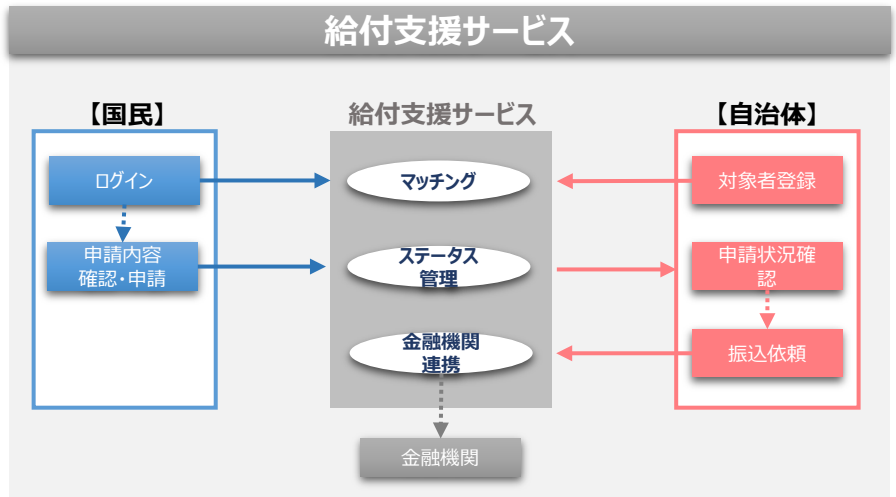 給付支援サービス
【国民】
給付支援サービス
【自治体】
ログイン
マッチング
対象者登録
申請内容
確認・申請
ステータス
管理
申請状況確
認
金融機関
連携
振込依頼
金融機関